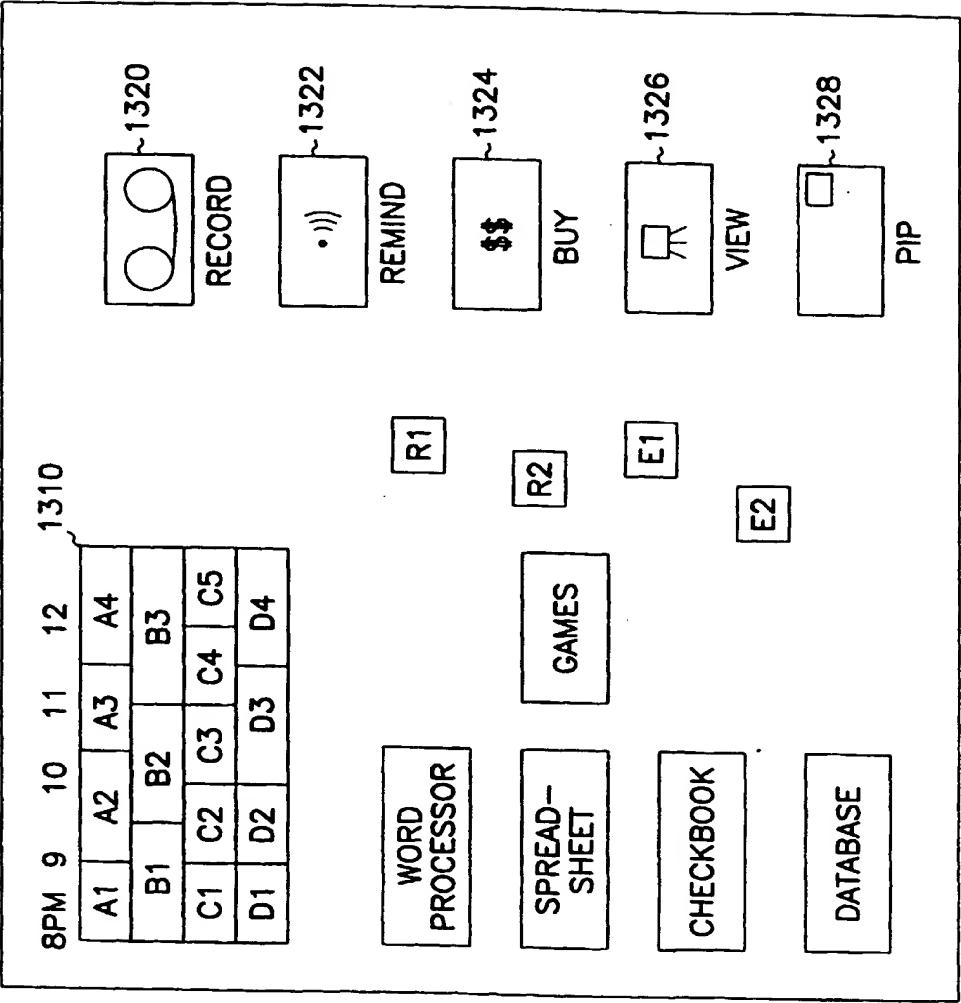 1310
8PM 9 10 11 12
A1 A2 A3 A4
B1 B2 B3
C1 C2 C3 C4 C5
D1 D2 D3 D4
WORD
PROCESSOR
SPREAD-
SHEET
CHECKBOOK
DATABASE
GAMES
R1
R2
E1
E2
1320
RECORD
1322
REMIND
1324
$$
BUY
1326
VIEW
1328
PIP